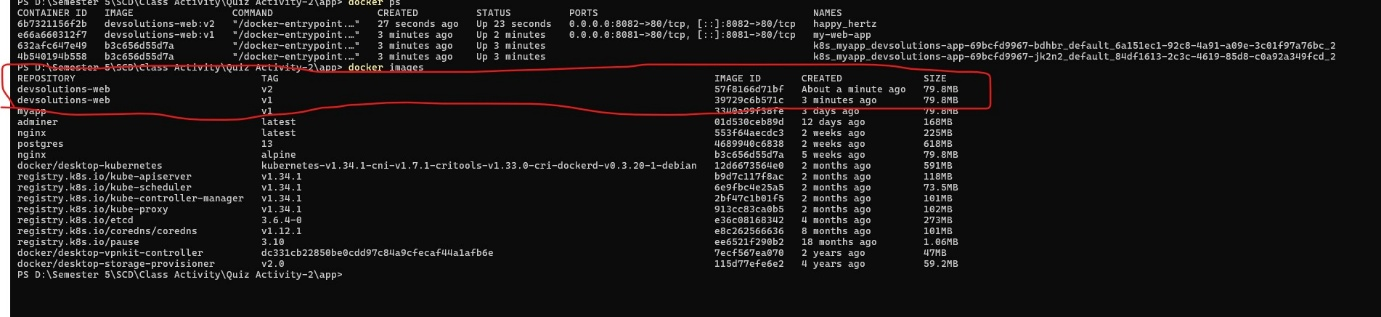 PS D:\Semester 5\SCD\Class Activity\Quiz Activity-2\app> docker ps
CONTAINER ID IMAGE COMMAND CREATED STATUS PORTS NAMES
6b7321156f2b devsolutions-web:v2 "/docker-entrypoint.…" 27 seconds ago Up 23 seconds 0.0.0.0:8082->80/tcp, [::]:8082->80/tcp happy_hertz
e66a660312f7 devsolutions-web:v1 "/docker-entrypoint.…" 3 minutes ago Up 2 minutes 0.0.0.0:8081->80/tcp, [::]:8081->80/tcp my-web-app
632afc647e49 b3c656d55d7a "/docker-entrypoint.…" 3 minutes ago Up 3 minutes k8s_myapp_devsolutions-app-69bcfd9967-bdhbr_default_6a151ec1-92c8-4a91-a09e-3c01f97a76bc_2
4b540194b558 b3c656d55d7a "/docker-entrypoint.…" 3 minutes ago Up 3 minutes k8s_myapp_devsolutions-app-69bcfd9967-jk2n2_default_84df1613-2c3c-4619-85d8-c0a92a349fcd_2
PS D:\Semester 5\SCD\Class Activity\Quiz Activity-2\app> docker images
REPOSITORY TAG IMAGE ID CREATED SIZE
devsolutions-web v2 57f8166d71bf About a minute ago 79.8MB
devsolutions-web v1 39729c6b571c 3 minutes ago 79.8MB
myapp v1 3340a99f38fe 3 days ago 79.8MB
adminer latest 01d530ceb89d 12 days ago 168MB
nginx latest 553f64aecdc3 2 weeks ago 225MB
postgres 13 4689940c6838 2 weeks ago 618MB
nginx alpine b3c656d55d7a 5 weeks ago 79.8MB
docker/desktop-kubernetes kubernetes-v1.34.1-cni-v1.7.1-critools-v1.33.0-cri-dockerd-v0.3.20-1-debian 12d6673564e0 2 months ago 591MB
registry.k8s.io/kube-apiserver v1.34.1 b9d7c117f8ac 2 months ago 118MB
registry.k8s.io/kube-scheduler v1.34.1 6e9fbc4e25a5 2 months ago 73.5MB
registry.k8s.io/kube-controller-manager v1.34.1 2bf47c1b01f5 2 months ago 101MB
registry.k8s.io/kube-proxy v1.34.1 913cc83ca0b5 2 months ago 102MB
registry.k8s.io/etcd 3.6.4-0 e36c08168342 4 months ago 273MB
registry.k8s.io/coredns/coredns v1.12.1 e8c262566636 8 months ago 101MB
registry.k8s.io/pause 3.10 ee6521f290b2 18 months ago 1.06MB
docker/desktop-vpnkit-controller dc331cb22850be0cdd97c84a9cfecaf44a1afb6e 7ecf567ea070 2 years ago 47MB
docker/desktop-storage-provisioner v2.0 115d77efe6e2 4 years ago 59.2MB
PS D:\Semester 5\SCD\Class Activity\Quiz Activity-2\app>